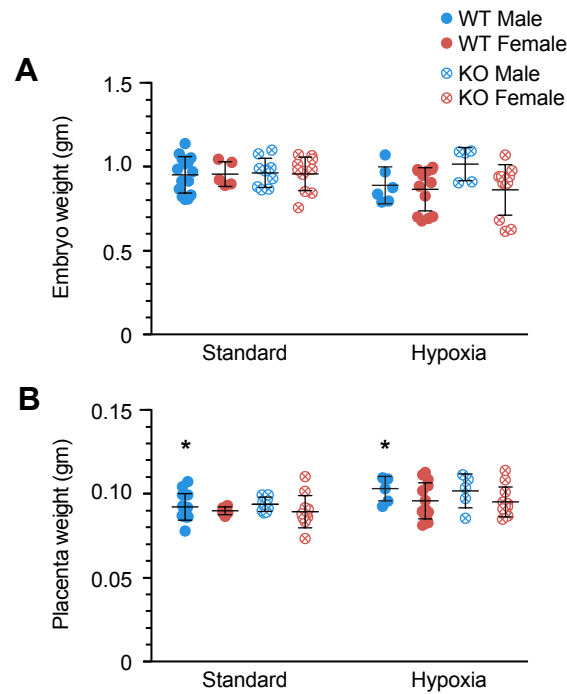 WT Male
WT Female
KO Male
KO Female
A
Embryo weight (gm)
1.5
1.0
0.5
0
Standard
Hypoxia
B
Placenta weight (gm)
0.15
0.10
0.05
0
*
*
Standard
Hypoxia